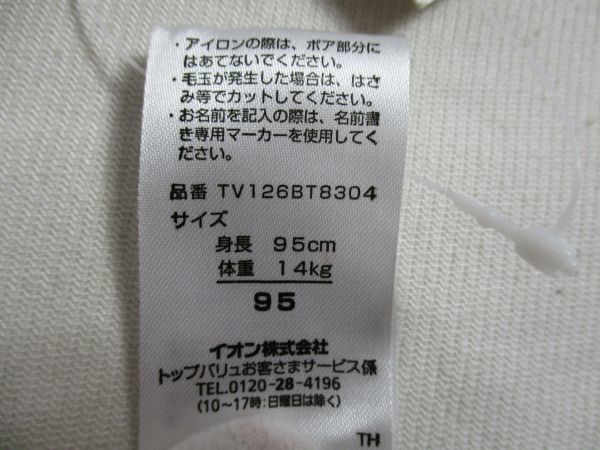 ・アイロンの際は、ボア部分に
はあてないでください。
・毛玉が発生した場合は、はさ
み等でカットしてください。
・お名前を記入の際は、名前書
き専用マーカーを使用してく
ださい。
品番 TV126BT8304
サイズ
身長 95cm
体重 14kg
95
イオン株式会社
トップバリュお客さまサービス係
TEL.0120-28-4196
(10～17時:日曜日は除く)
TH